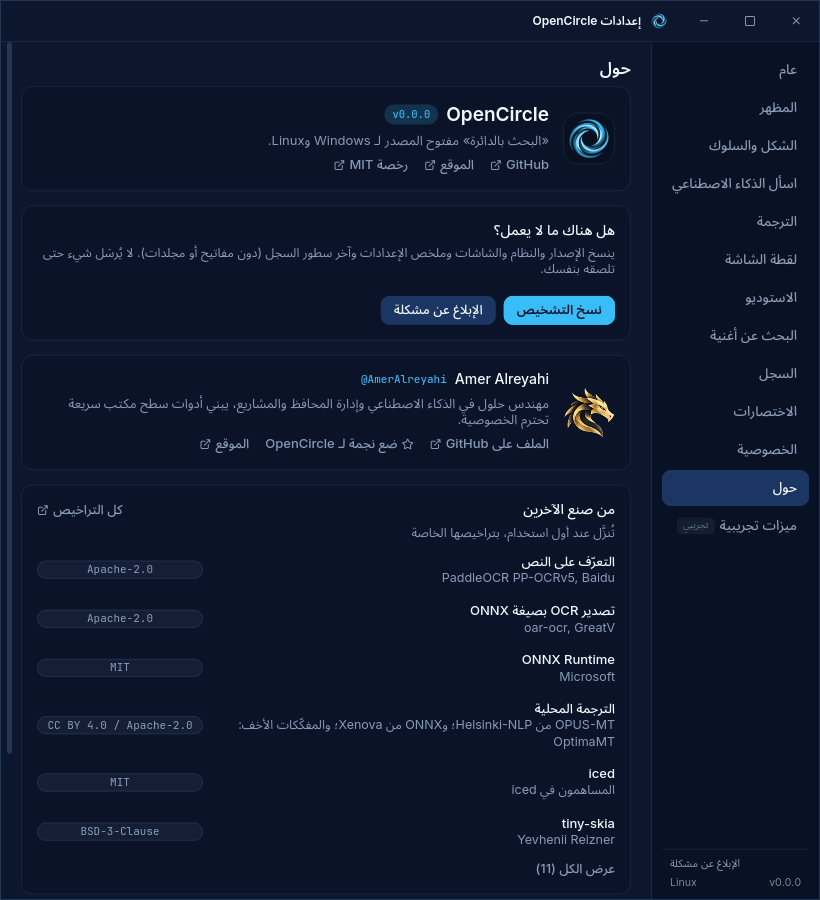 إعدادات OpenCircle
عام
المظهر
الشكل والسلوك
اسأل الذكاء الاصطناعي
الترجمة
لقطة الشاشة
الاستوديو
البحث عن أغنية
السجل
الاختصارات
الخصوصية
حول
ميزات تجريبية تجريبي
الإبلاغ عن مشكلة
v0.0.0 Linux
حول
OpenCircle v0.0.0
«البحث بالدائرة» مفتوح المصدر لـ Windows وLinux.
GitHub الموقع رخصة MIT
هل هناك ما لا يعمل؟
ينسخ الإصدار والنظام والشاشات وملخص الإعدادات وآخر سطور السجل (دون مفاتيح أو مجلدات). لا يُرسَل شيء حتى
تلصقه بنفسك.
نسخ التشخيص الإبلاغ عن مشكلة
Amer Alreyahi @AmerAlreyahi
مهندس حلول في الذكاء الاصطناعي وإدارة المحافظ والمشاريع، يبني أدوات سطح مكتب سريعة
تحترم الخصوصية.
الملف على GitHub ضع نجمة لـ OpenCircle الموقع
من صنع الآخرين كل التراخيص
تُنزَّل عند أول استخدام، بتراخيصها الخاصة
التعرّف على النص
PaddleOCR PP-OCRv5, Baidu
Apache-2.0
تصدير OCR بصيغة ONNX
oar-ocr, GreatV
Apache-2.0
ONNX Runtime
Microsoft
MIT
الترجمة المحلية
OPUS-MT من Helsinki-NLP؛ وONNX من Xenova؛ والمفكّكات الأخف:
OptimaMT
CC BY 4.0 / Apache-2.0
iced
المساهمون في iced
MIT
tiny-skia
Yevhenii Reizner
BSD-3-Clause
عرض الكل (11)